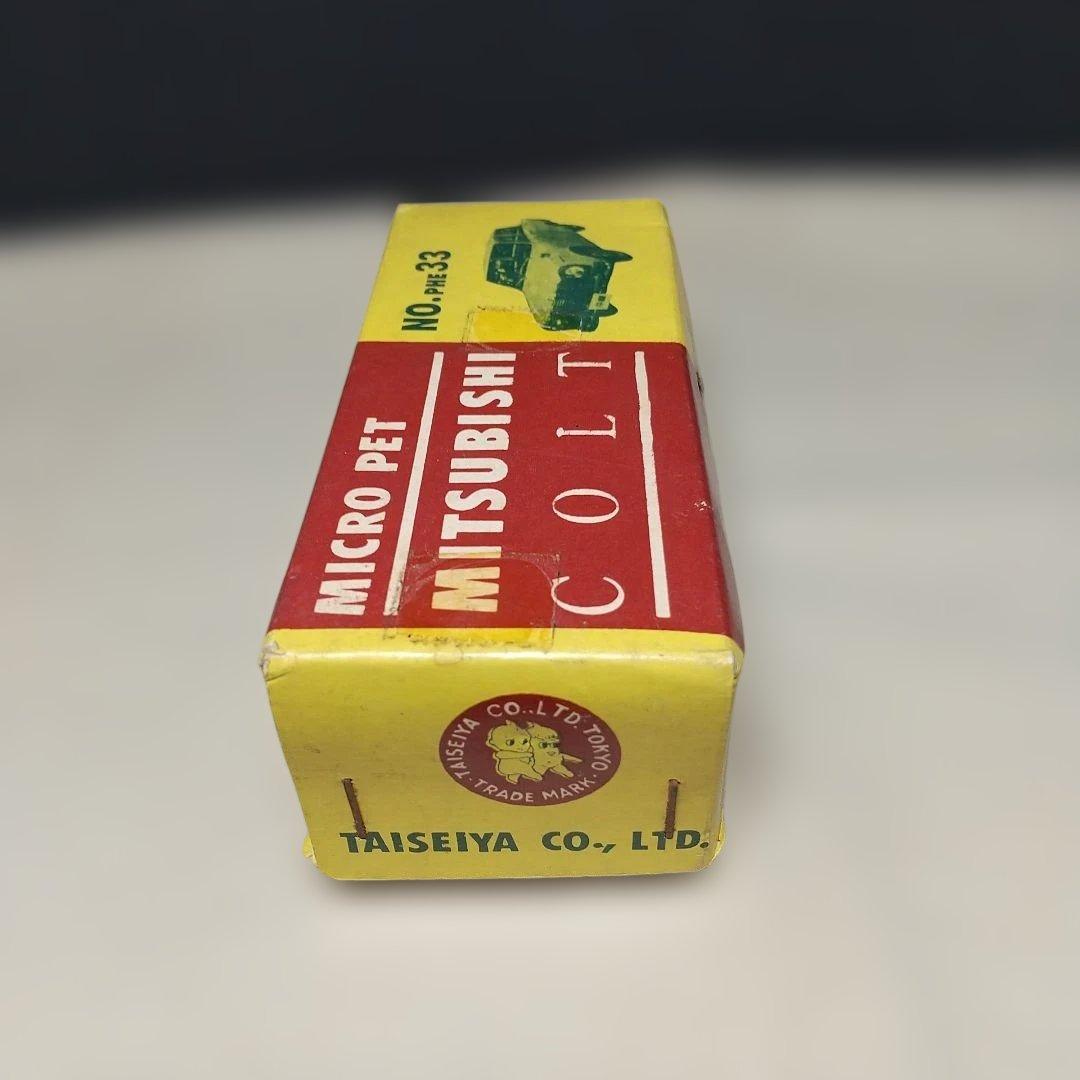 NO. PHE 33
MICRO PET
MITSUBISHI
COLT
TAISEIYA CO., LTD. TOKYO
· TRADE MARK ·
TAISEIYA CO., LTD.